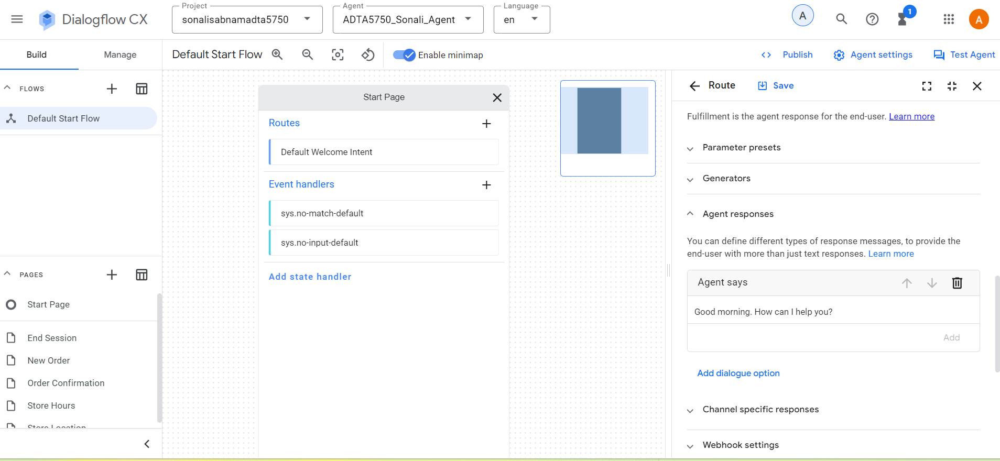 Dialogflow CX
Project
sonalisabnamadta5750
Agent
ADTA5750_Sonali_Agent
Language
en
A
1
A
Build
Manage
Default Start Flow
Enable minimap
Publish
Agent settings
Test Agent
FLOWS
Default Start Flow
PAGES
Start Page
End Session
New Order
Order Confirmation
Store Hours
Store Location
Start Page
Routes
Default Welcome Intent
Event handlers
sys.no-match-default
sys.no-input-default
Add state handler
Route
Save
Fulfillment is the agent response for the end-user. Learn more
Parameter presets
Generators
Agent responses
You can define different types of response messages, to provide the
end-user with more than just text responses. Learn more
Agent says
Good morning. How can I help you?
Add
Add dialogue option
Channel specific responses
Webhook settings